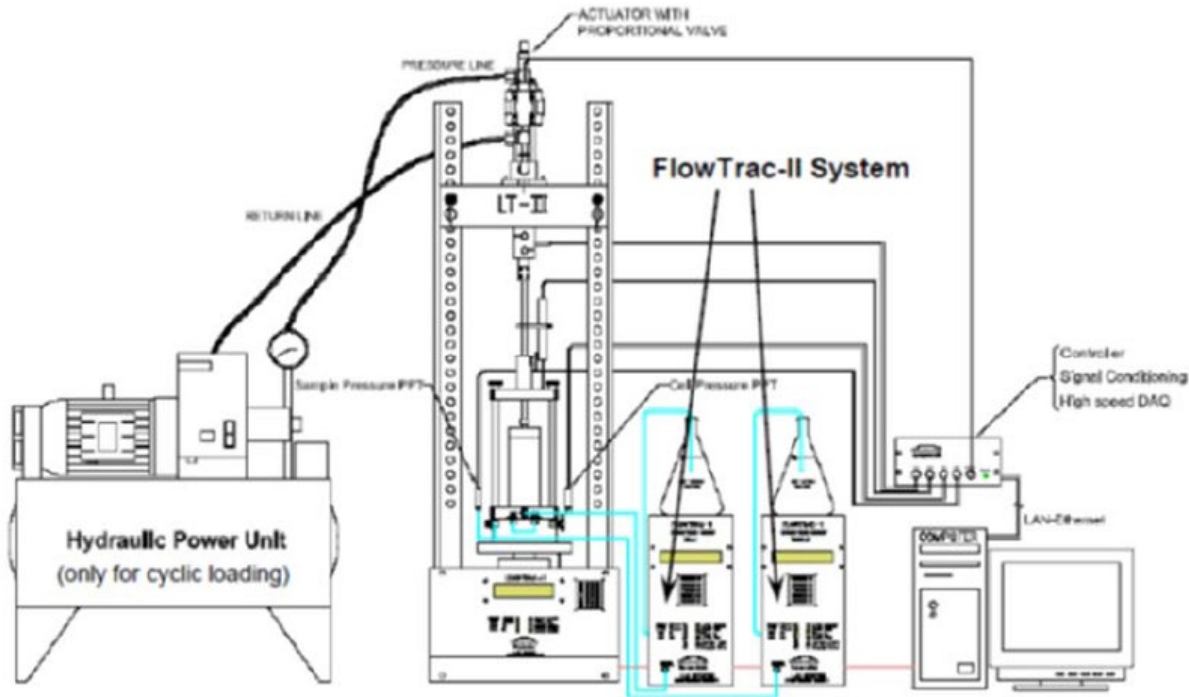 ACTUATOR WITH
PROPORTIONAL VALVE
PRESSURE LINE
FlowTrac-II System
LT-II
RETURN LINE
Controller
Signal Conditioning
High speed DAQ
Sample Pressure PPT
Cell Pressure PPT
LAN-Ethernet
COMPUTER
Hydraulic Power Unit
(only for cyclic loading)